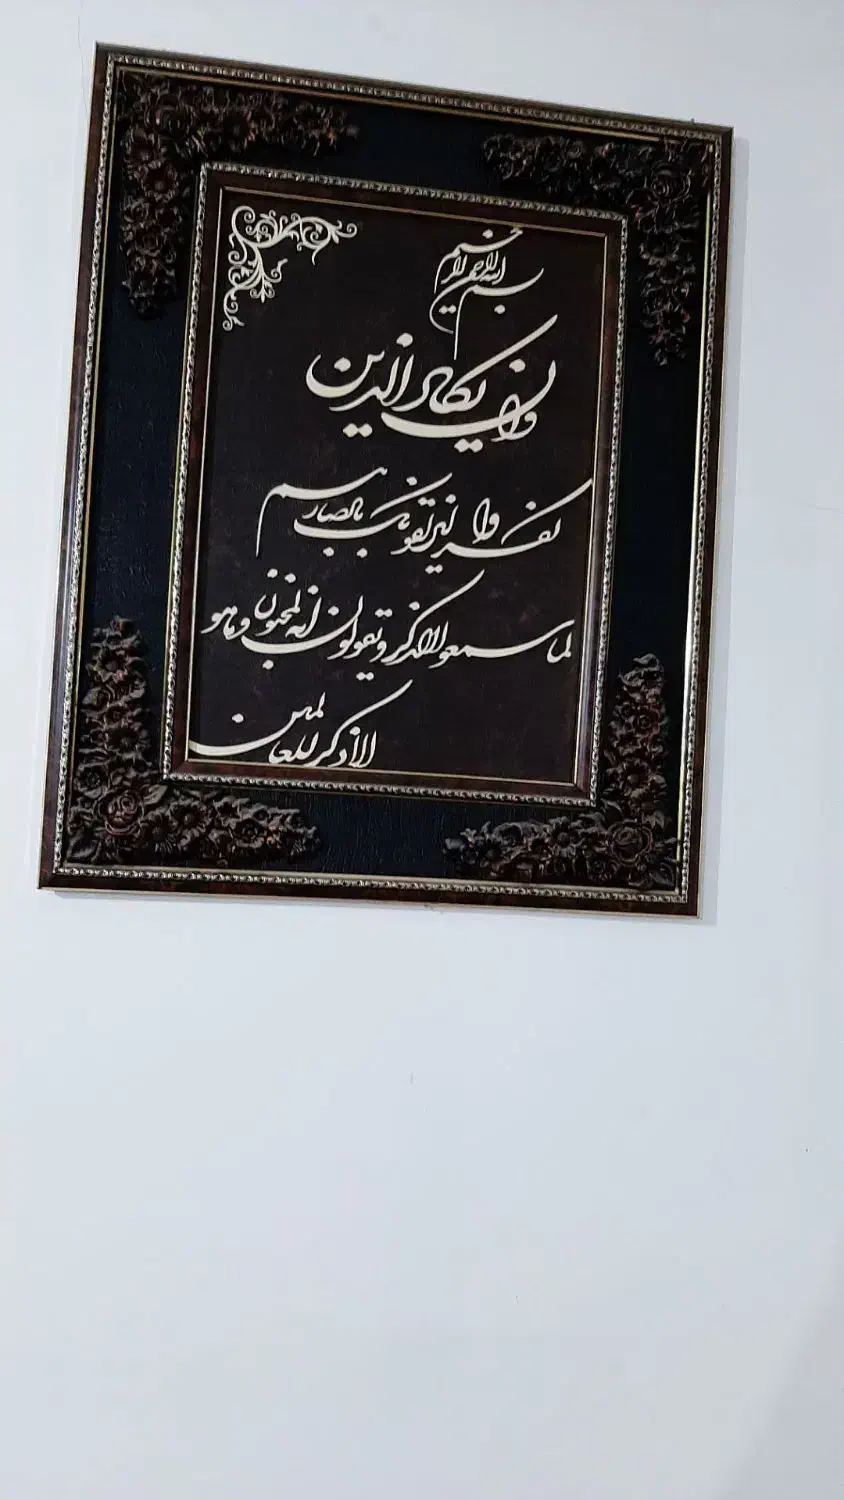 بسم الله الرحمن الرحیم
وان یکاد الذین
کفروا لیزلقونک بابصارهم
لما سمعوا الذکر و یقولون انه لمجنون وما هو
الا ذکر للعالمین